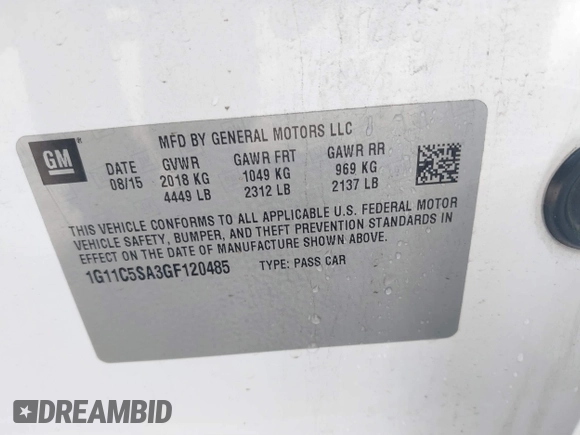 MFD BY GENERAL MOTORS LLC
GM
DATE GVWR GAWR FRT GAWR RR
08/15 2018 KG 1049 KG 969 KG
4449 LB 2312 LB 2137 LB
THIS VEHICLE CONFORMS TO ALL APPLICABLE U.S. FEDERAL MOTOR
VEHICLE SAFETY, BUMPER, AND THEFT PREVENTION STANDARDS IN
EFFECT ON THE DATE OF MANUFACTURE SHOWN ABOVE.
1G11C5SA3GF120485 TYPE: PASS CAR
DREAMBID